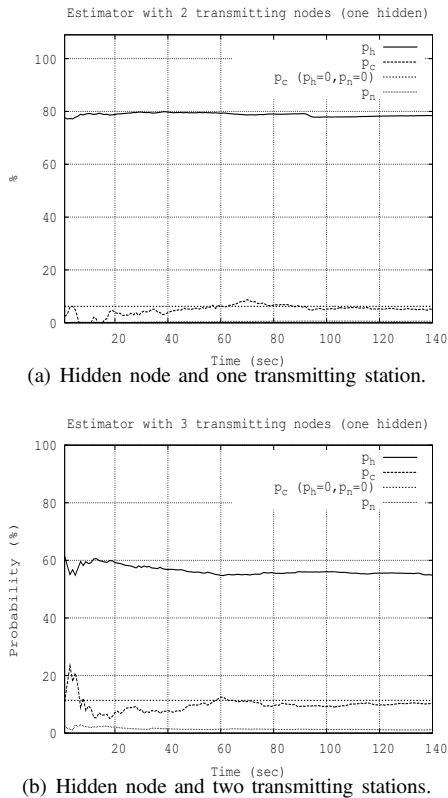 Estimator with 2 transmitting nodes (one hidden)
p_h
p_c
p_c (p_h=0,p_n=0)
p_n
100
80
60
40
20
0
%
20 40 60 80 100 120 140
Time (sec)
(a) Hidden node and one transmitting station.
Estimator with 3 transmitting nodes (one hidden)
p_h
p_c
p_c (p_h=0,p_n=0)
p_n
100
80
60
40
20
0
Probability (%)
20 40 60 80 100 120 140
Time (sec)
(b) Hidden node and two transmitting stations.